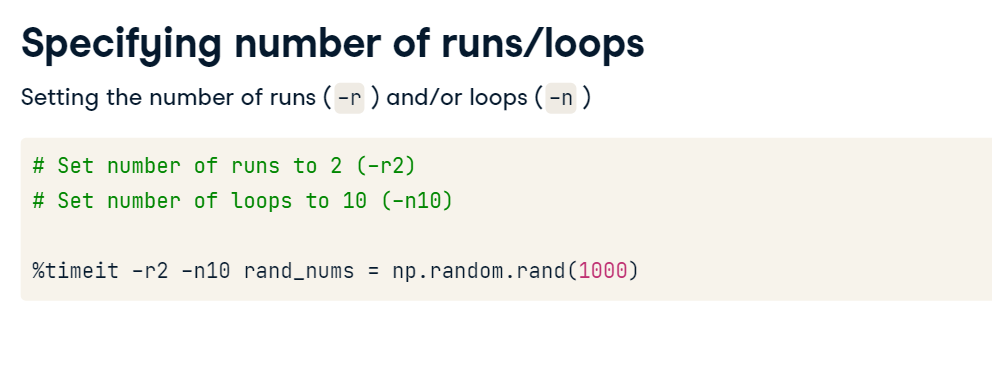 Specifying number of runs/loops
Setting the number of runs ( -r ) and/or loops ( -n )
# Set number of runs to 2 (-r2)
# Set number of loops to 10 (-n10)
%timeit -r2 -n10 rand_nums = np.random.rand(1000)